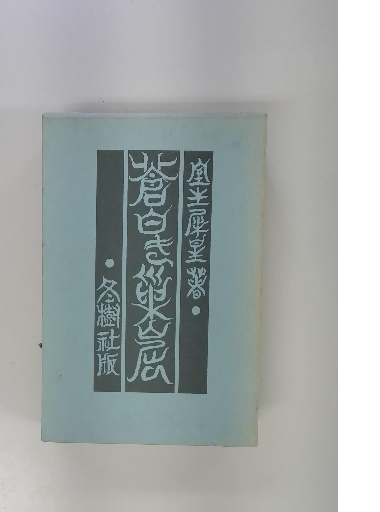 室生犀星著・
蒼白き巣窟
・冬樹社版